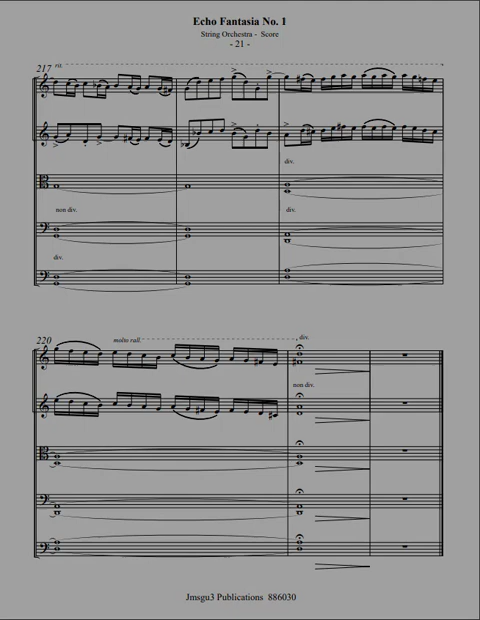 Echo Fantasia No. 1
String Orchestra - Score
- 21 -
217 rit.
div.
non div. div.
div.
220 molto rall. div.
non div.
Jmsgu3 Publications 886030